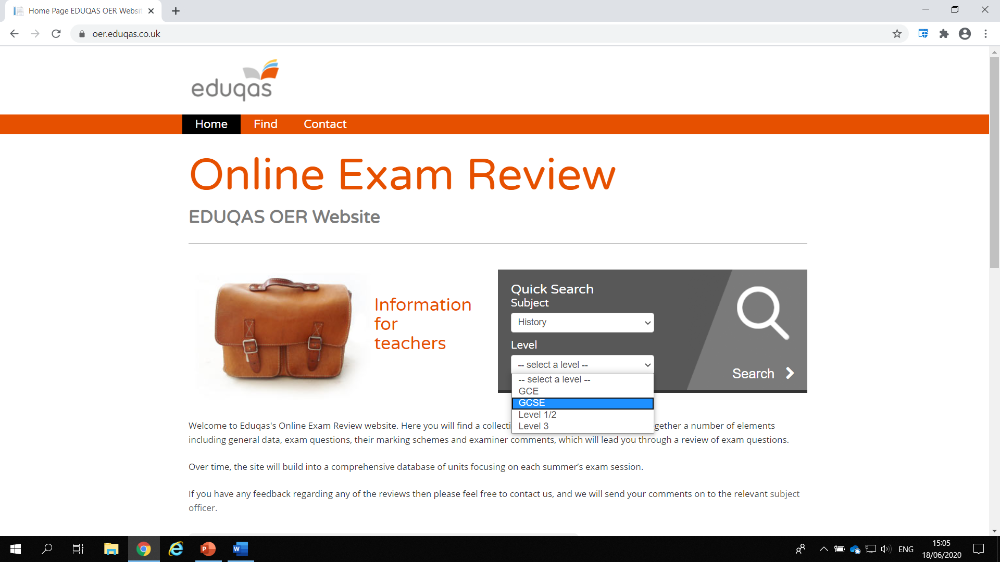 Home Page EDUQAS OER Websit
oer.eduqas.co.uk
eduqas
Home Find Contact
Online Exam Review
EDUQAS OER Website
Information
for
teachers
Quick Search
Subject
History
Level
-- select a level --
-- select a level --
GCE
GCSE
Level 1/2
Level 3
Search
Welcome to Eduqas's Online Exam Review website. Here you will find a collecti gether a number of elements
including general data, exam questions, their marking schemes and examiner comments, which will lead you through a review of exam questions.
Over time, the site will build into a comprehensive database of units focusing on each summer’s exam session.
If you have any feedback regarding any of the reviews then please feel free to contact us, and we will send your comments on to the relevant subject
officer.
ENG
15:05
18/06/2020